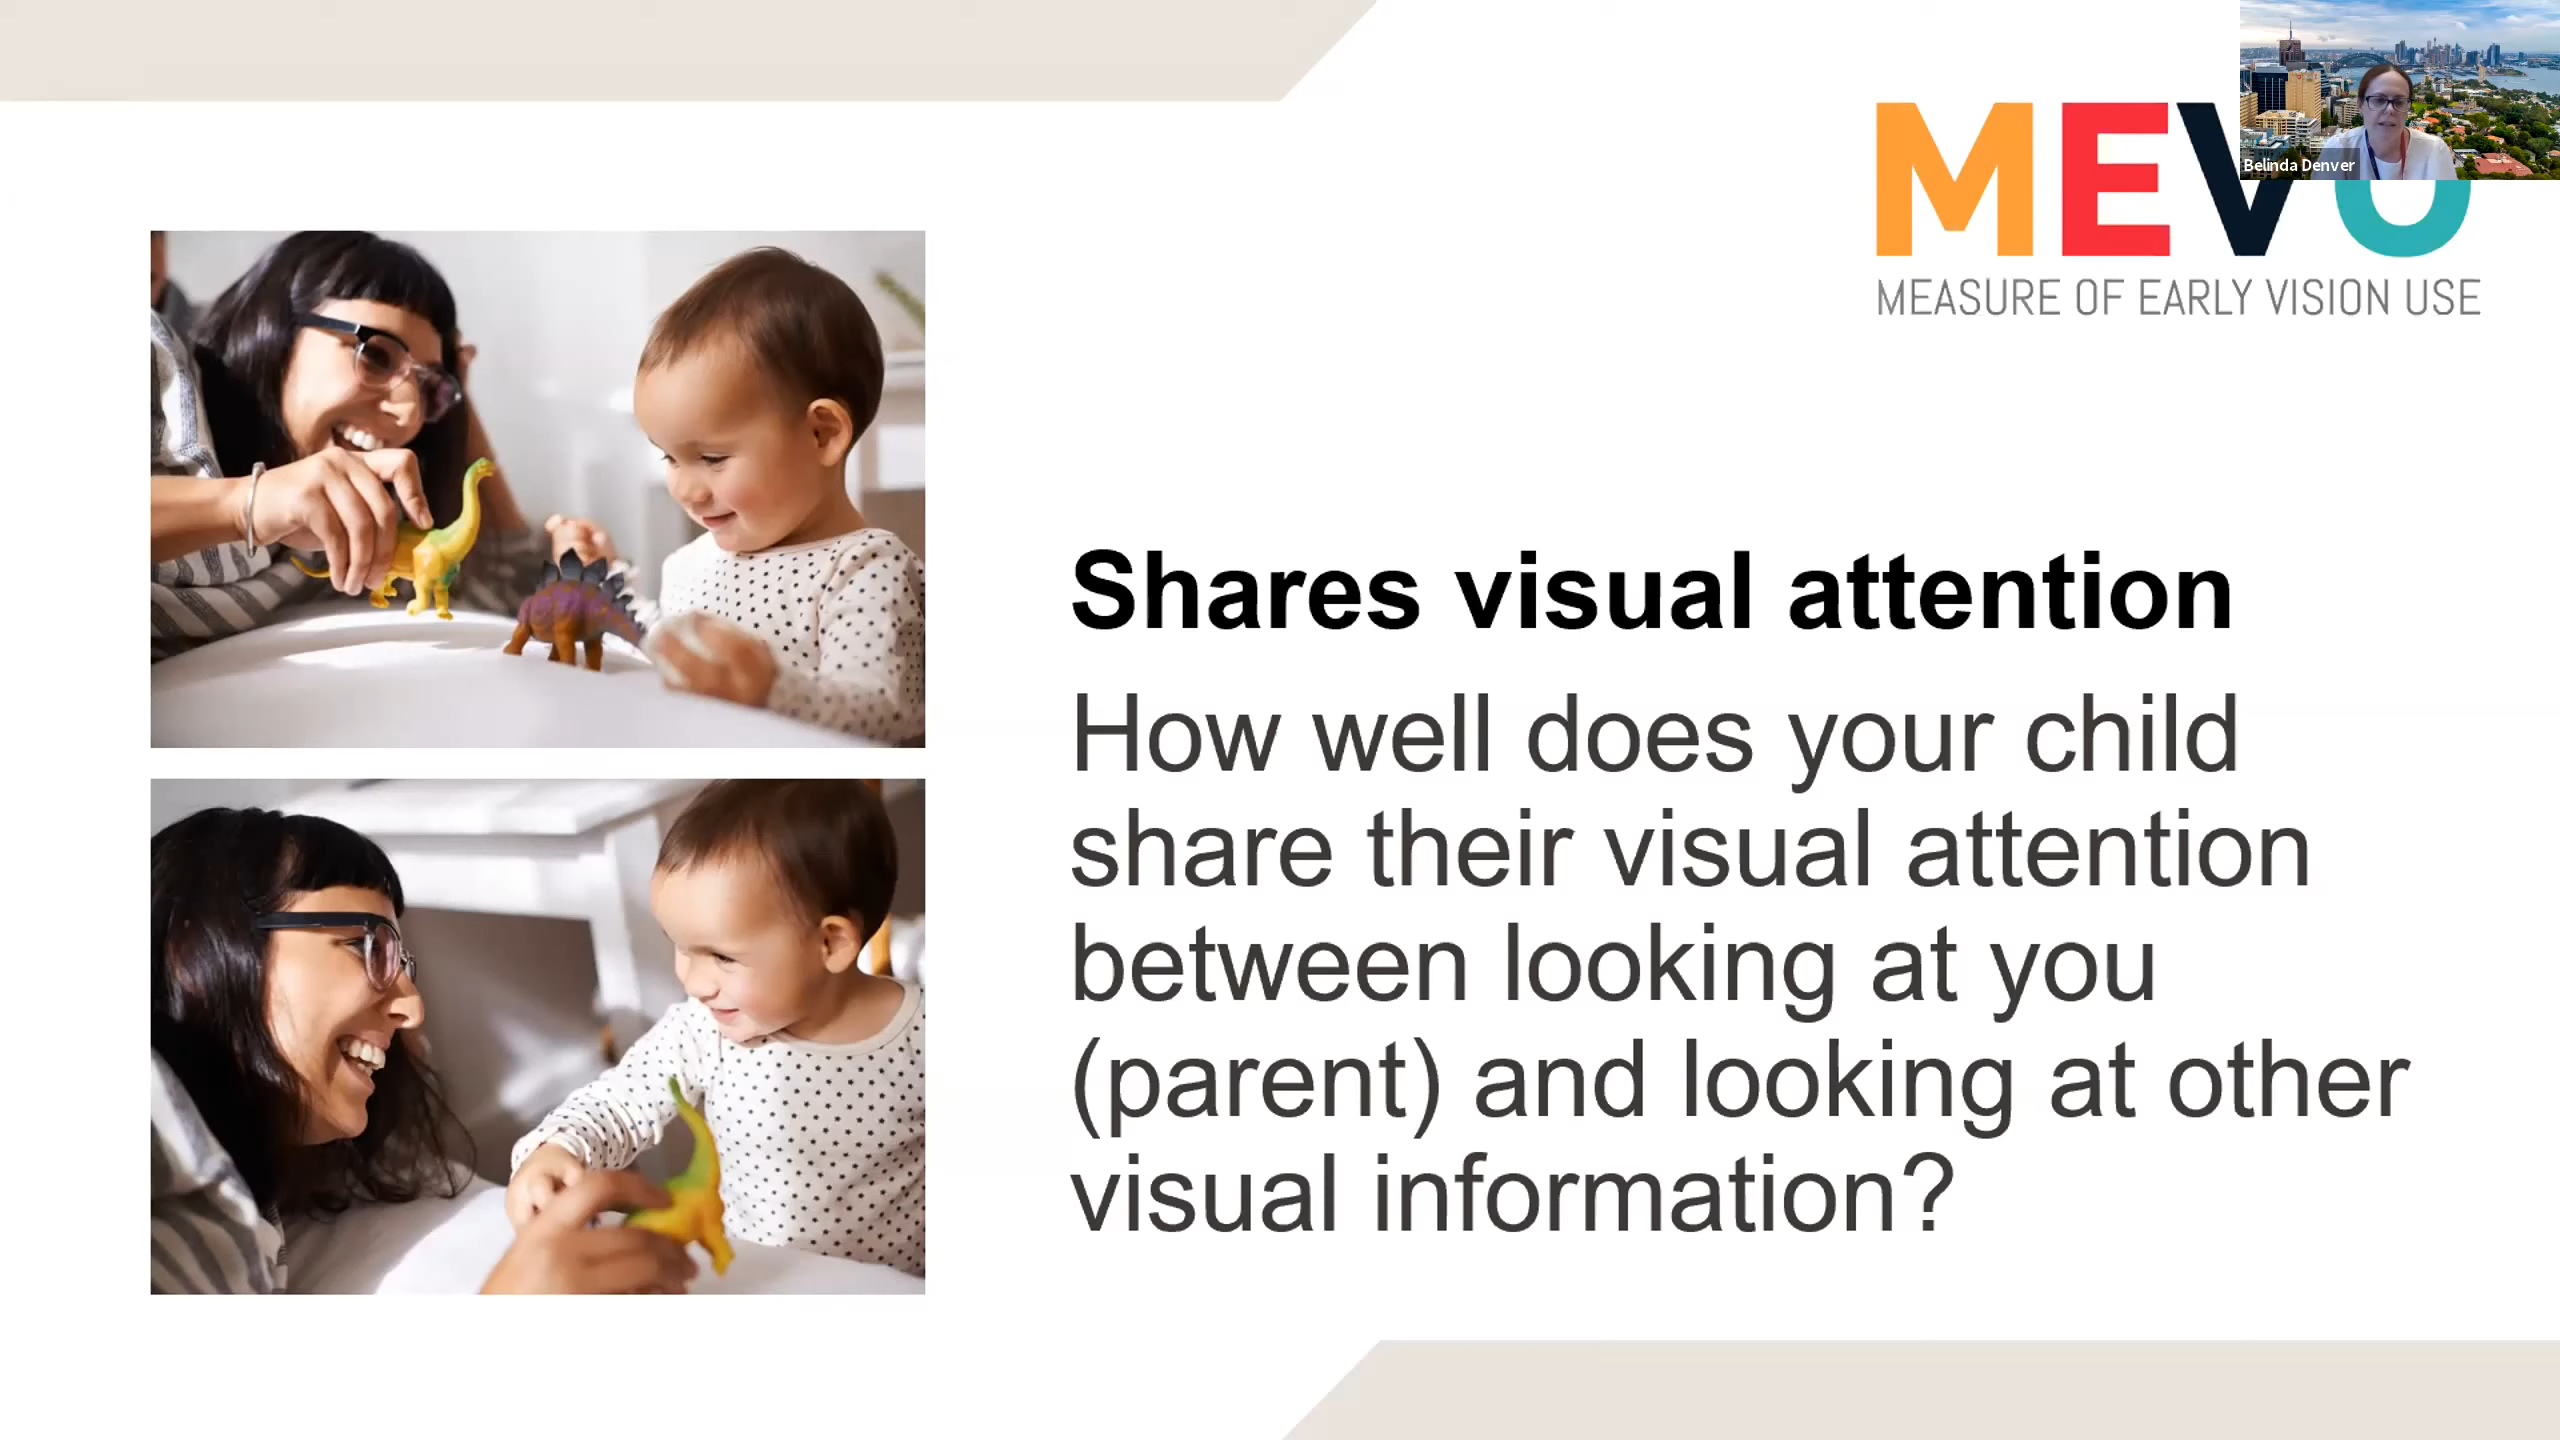 Belinda Denver
MEVU
MEASURE OF EARLY VISION USE
Shares visual attention
How well does your child
share their visual attention
between looking at you
(parent) and looking at other
visual information?